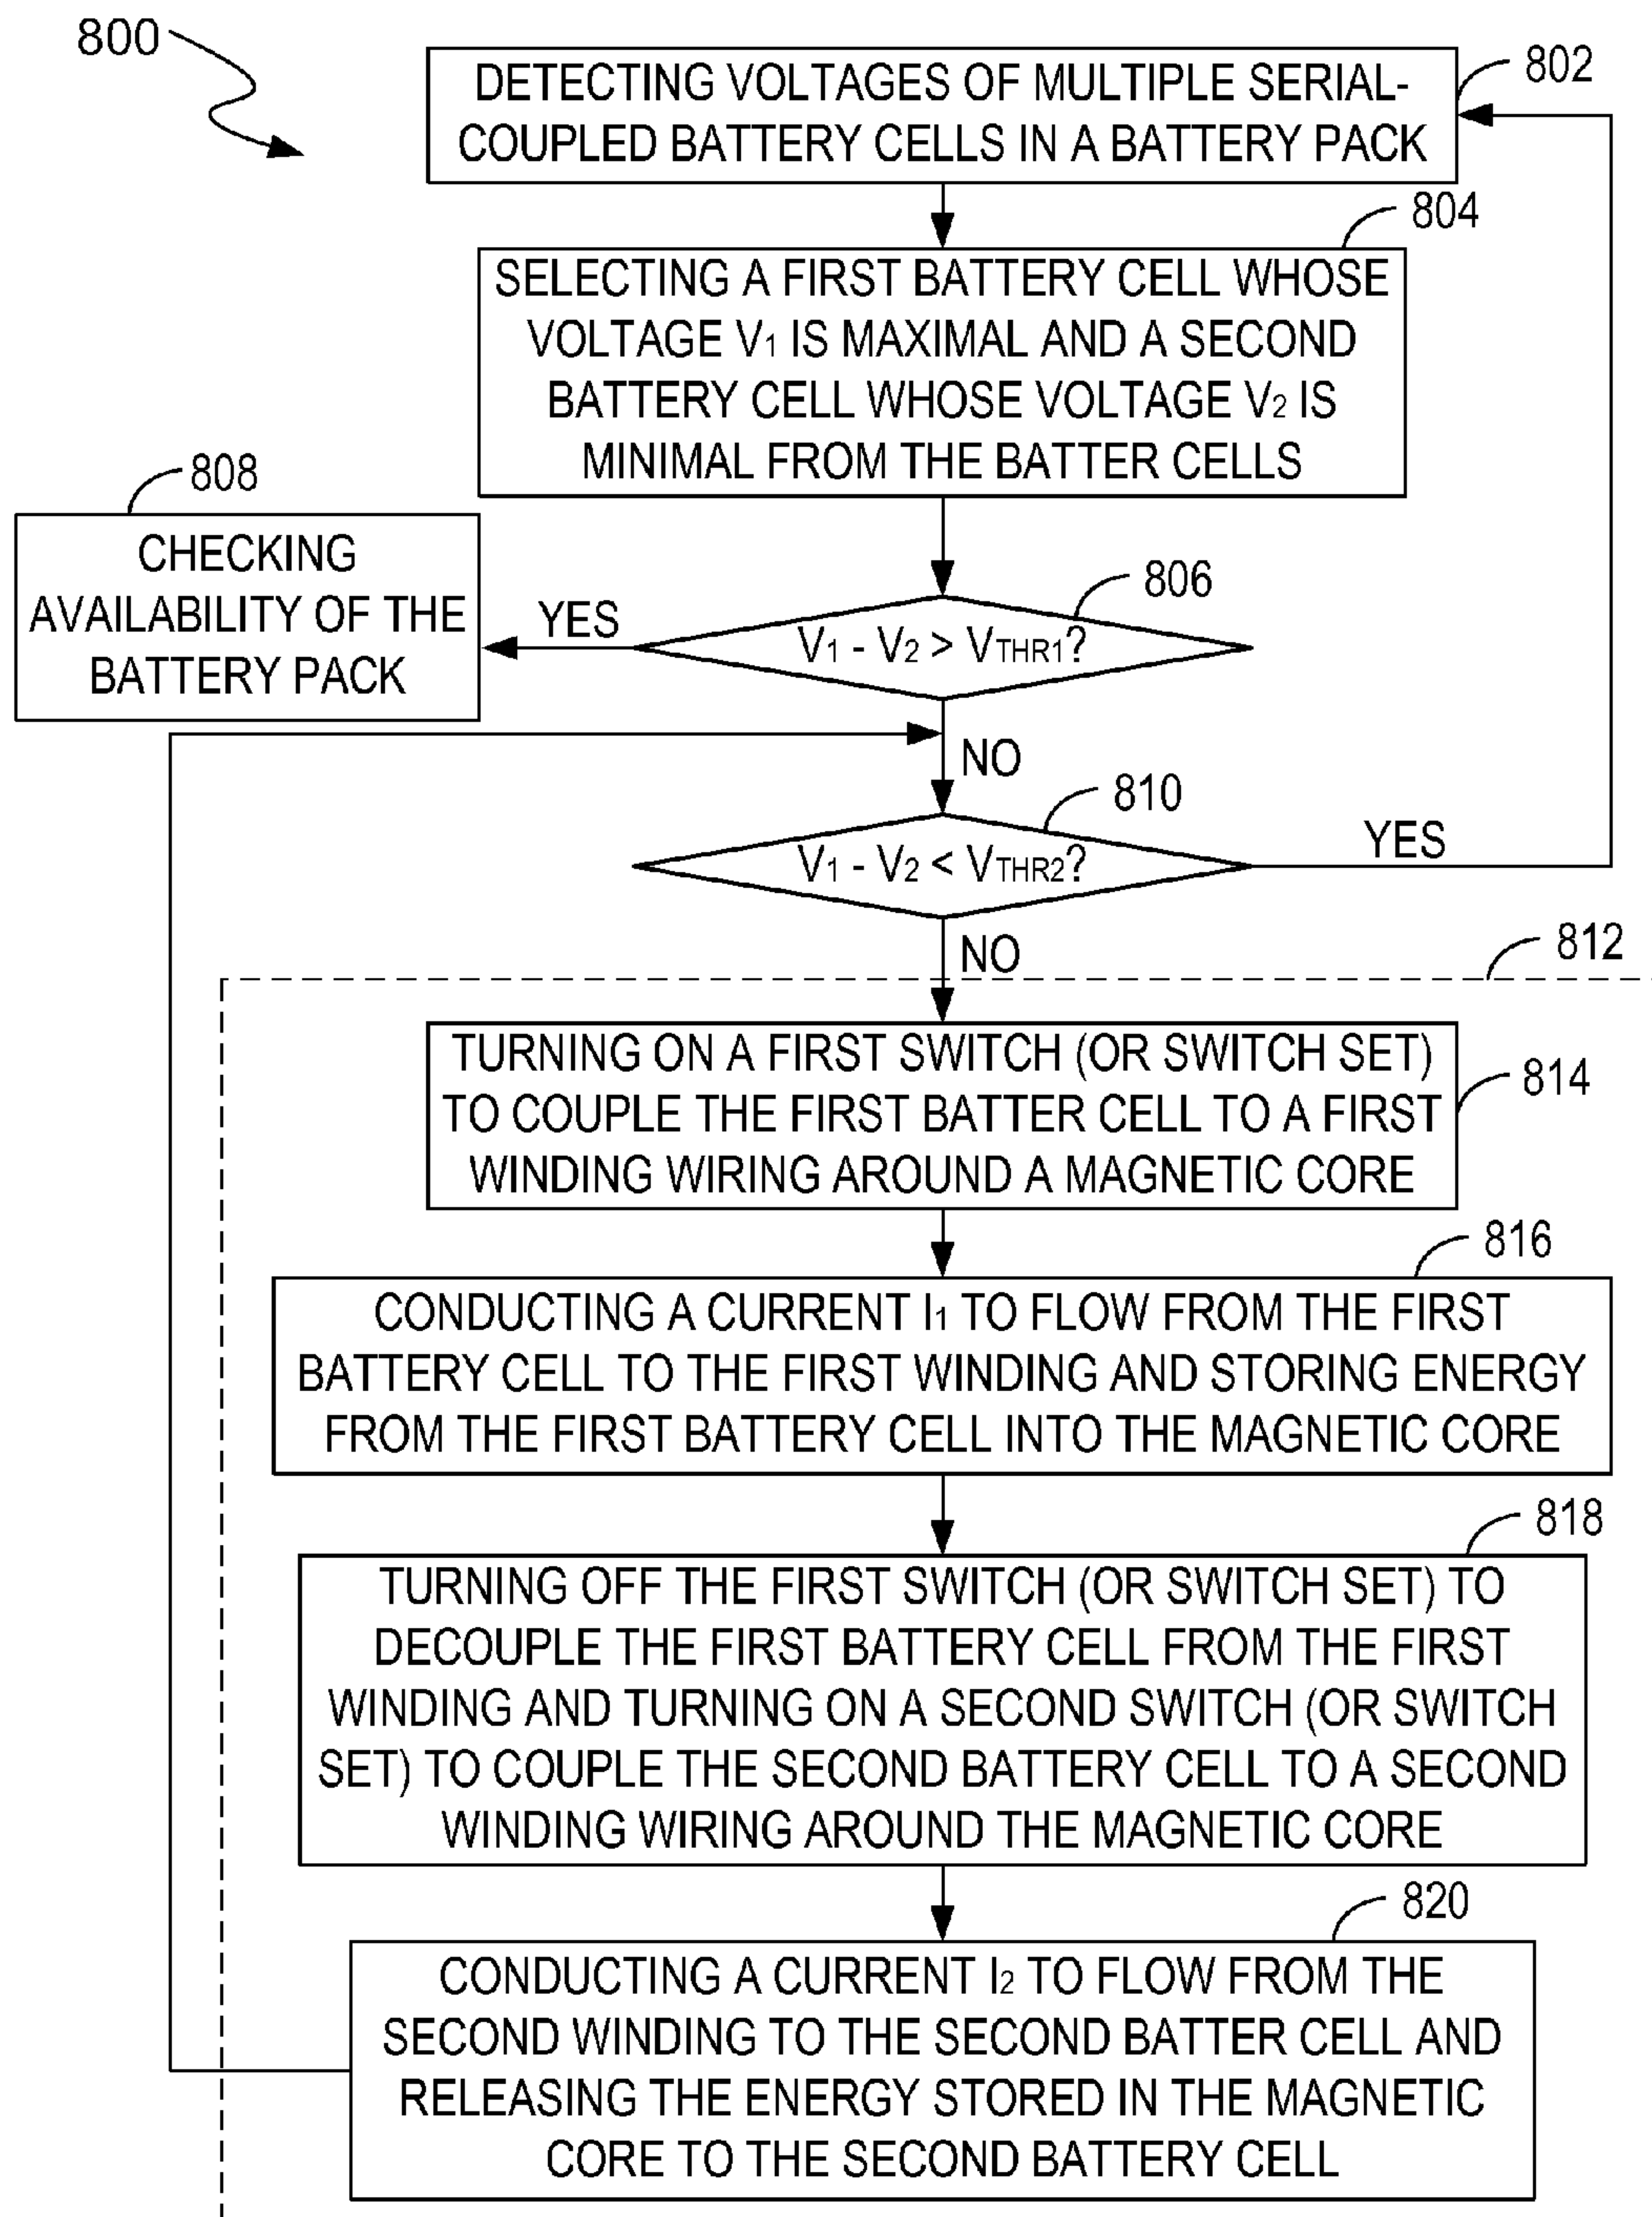 800
802
DETECTING VOLTAGES OF MULTIPLE SERIAL-
COUPLED BATTERY CELLS IN A BATTERY PACK
804
SELECTING A FIRST BATTERY CELL WHOSE
VOLTAGE V1 IS MAXIMAL AND A SECOND
BATTERY CELL WHOSE VOLTAGE V2 IS
MINIMAL FROM THE BATTER CELLS
808
CHECKING
AVAILABILITY OF THE
BATTERY PACK
806
YES
V1 - V2 > VTHR1?
NO
810
V1 - V2 < VTHR2?
YES
NO
812
TURNING ON A FIRST SWITCH (OR SWITCH SET)
TO COUPLE THE FIRST BATTER CELL TO A FIRST
WINDING WIRING AROUND A MAGNETIC CORE
814
816
CONDUCTING A CURRENT I1 TO FLOW FROM THE FIRST
BATTERY CELL TO THE FIRST WINDING AND STORING ENERGY
FROM THE FIRST BATTERY CELL INTO THE MAGNETIC CORE
818
TURNING OFF THE FIRST SWITCH (OR SWITCH SET) TO
DECOUPLE THE FIRST BATTERY CELL FROM THE FIRST
WINDING AND TURNING ON A SECOND SWITCH (OR SWITCH
SET) TO COUPLE THE SECOND BATTERY CELL TO A SECOND
WINDING WIRING AROUND THE MAGNETIC CORE
820
CONDUCTING A CURRENT I2 TO FLOW FROM THE
SECOND WINDING TO THE SECOND BATTER CELL AND
RELEASING THE ENERGY STORED IN THE MAGNETIC
CORE TO THE SECOND BATTERY CELL